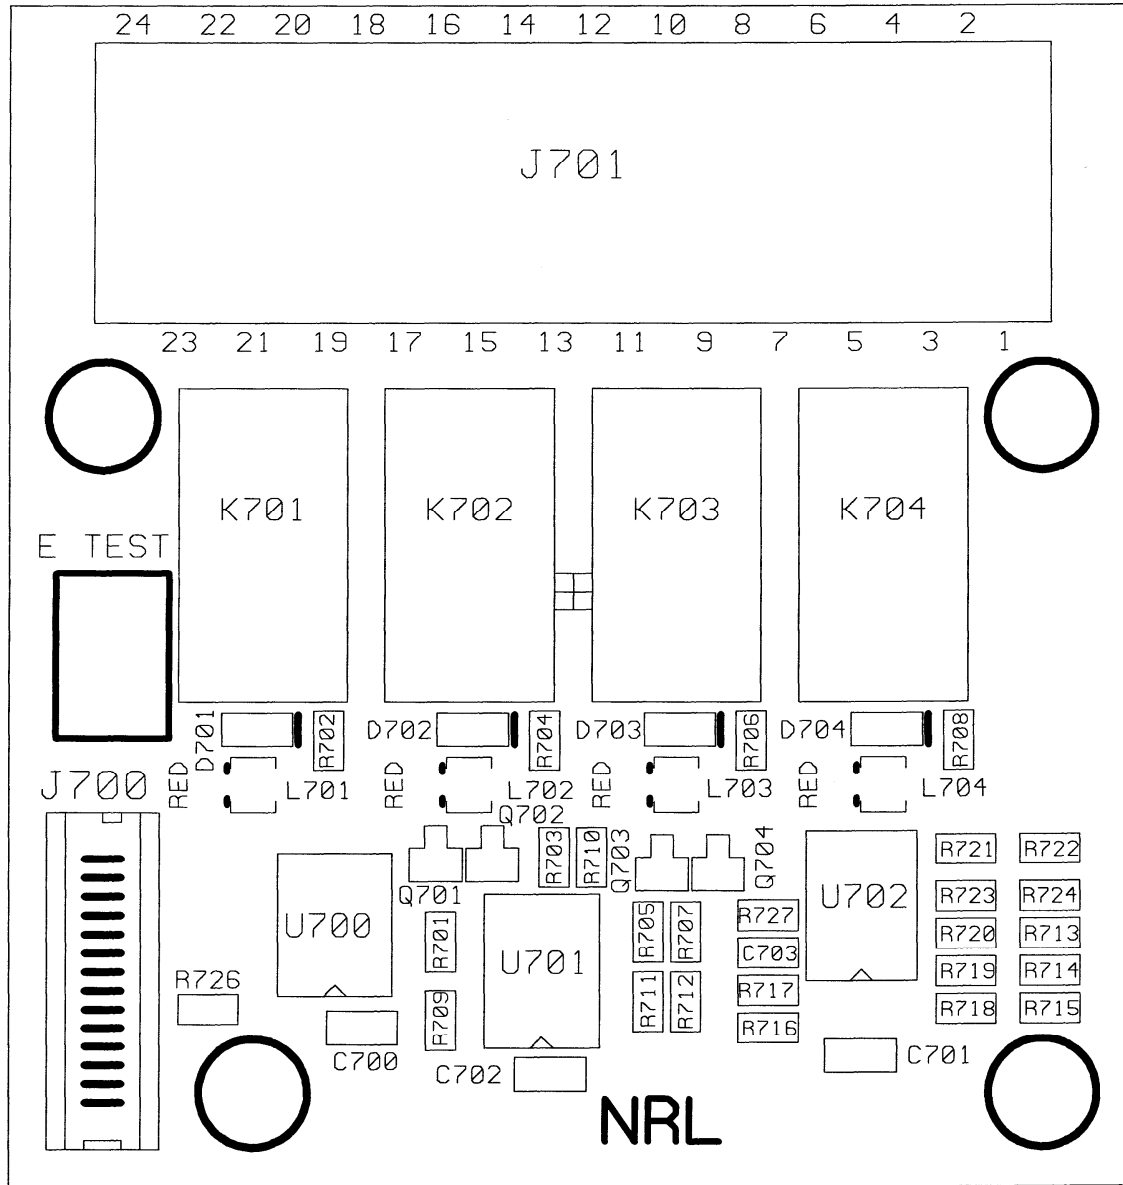 24 22 20 18 16 14 12 10 8 6 4 2
J701
23 21 19 17 15 13 11 9 7 5 3 1
K701 K702 K703 K704
E TEST
D701 R702 D702 R704 D703 R706 D704 R708
J700 RED L701 RED L702 RED L703 RED L704
Q702
R703 R710 Q703 Q704 R721 R722
Q701
U700 R701 U701 R705 R707 R727 U702 R723 R724
C703 R720 R713
R726 R709 R711 R712 R717 R719 R714
R716 R718 R715
C700 C702 C701
NRL